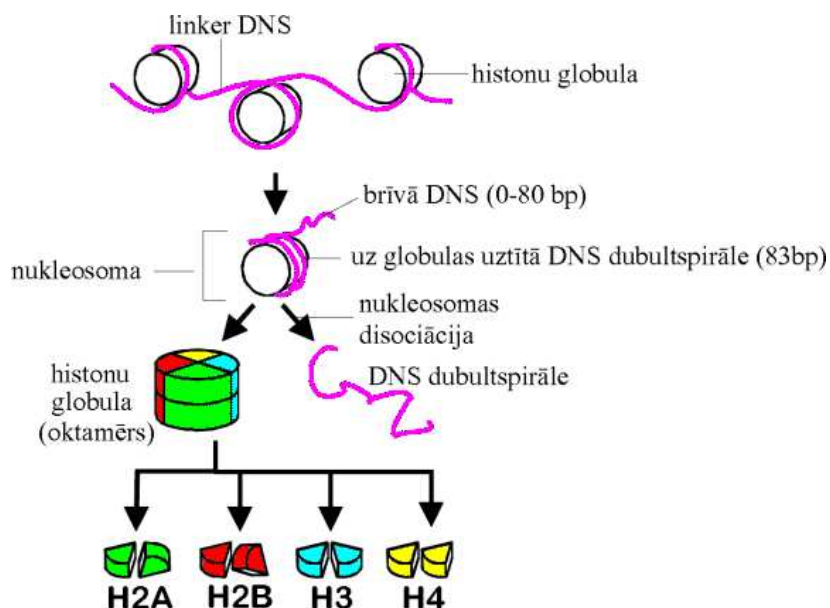 linker DNS
histonu globula
brīvā DNS (0-80 bp)
uz globulas uztītā DNS dubultspirāle (83bp)
nukleosoma
nukleosomas
disociācija
histonu
globula
(oktamērs)
DNS dubultspirāle
H2A H2B H3 H4